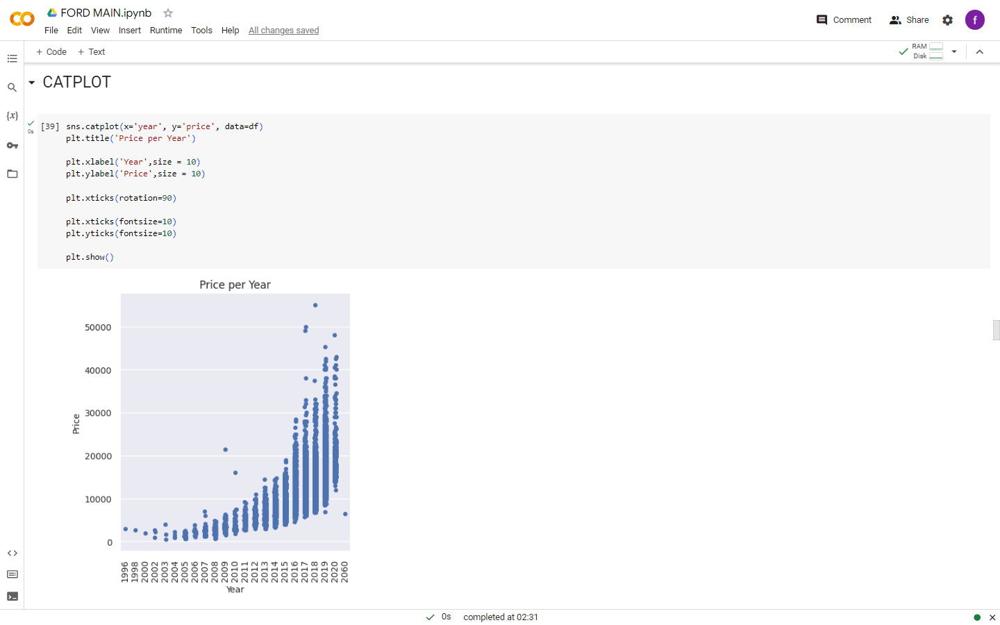 FORD MAIN.ipynb
File Edit View Insert Runtime Tools Help All changes saved
Comment Share f
+ Code + Text
RAM
Disk
CATPLOT
0s
[39] sns.catplot(x='year', y='price', data=df)
plt.title('Price per Year')
plt.xlabel('Year',size = 10)
plt.ylabel('Price',size = 10)
plt.xticks(rotation=90)
plt.xticks(fontsize=10)
plt.yticks(fontsize=10)
plt.show()
Price per Year
50000
40000
30000
20000
10000
0
Price
1996 1998 2000 2002 2003 2004 2005 2006 2007 2008 2009 2010 2011 2012 2013 2014 2015 2016 2017 2018 2019 2020 2060
Year
0s completed at 02:31